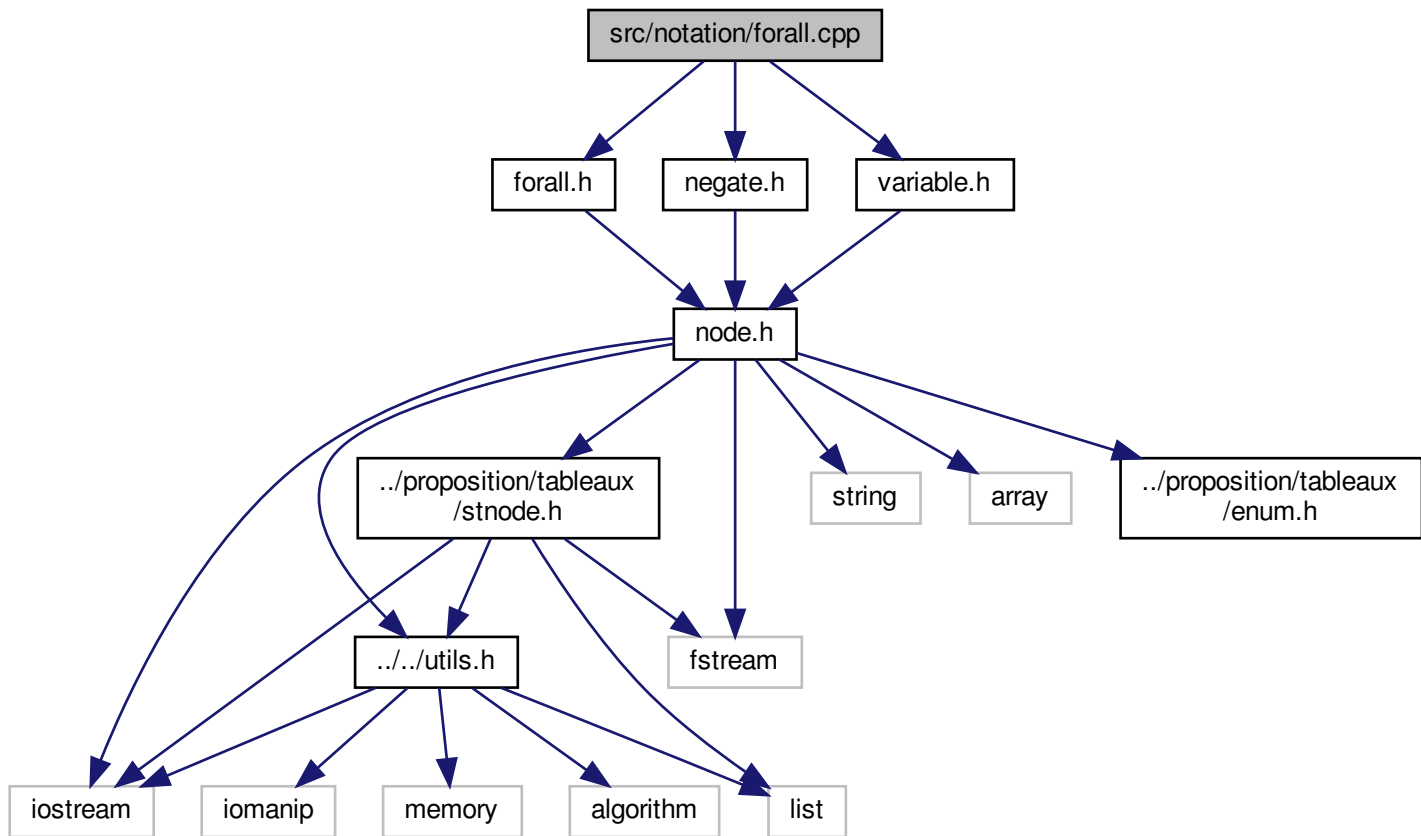 src/notation/forall.cpp
forall.h
negate.h
variable.h
node.h
../proposition/tableaux
/stnode.h
string
array
../proposition/tableaux
/enum.h
../../utils.h
fstream
iostream
iomanip
memory
algorithm
list